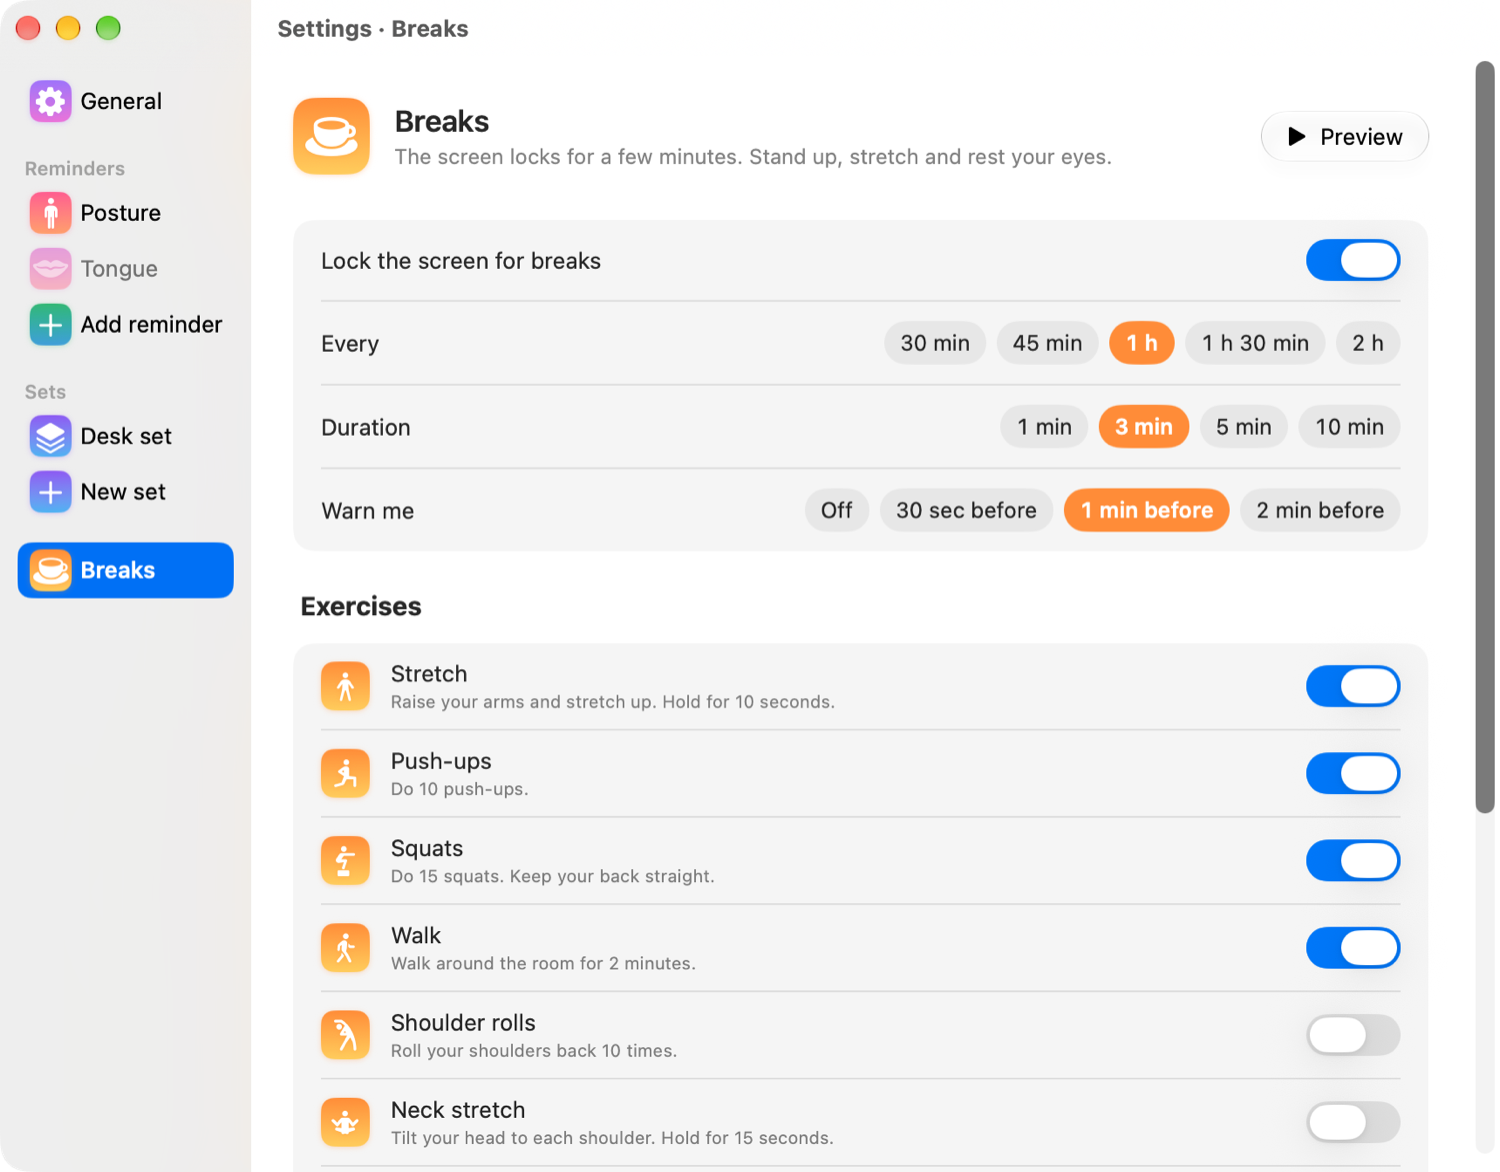 Settings · Breaks
General
Reminders
Posture
Tongue
Add reminder
Sets
Desk set
New set
Breaks
Breaks
The screen locks for a few minutes. Stand up, stretch and rest your eyes.
Preview
Lock the screen for breaks
Every 30 min 45 min 1 h 1 h 30 min 2 h
Duration 1 min 3 min 5 min 10 min
Warn me Off 30 sec before 1 min before 2 min before
Exercises
Stretch
Raise your arms and stretch up. Hold for 10 seconds.
Push-ups
Do 10 push-ups.
Squats
Do 15 squats. Keep your back straight.
Walk
Walk around the room for 2 minutes.
Shoulder rolls
Roll your shoulders back 10 times.
Neck stretch
Tilt your head to each shoulder. Hold for 15 seconds.